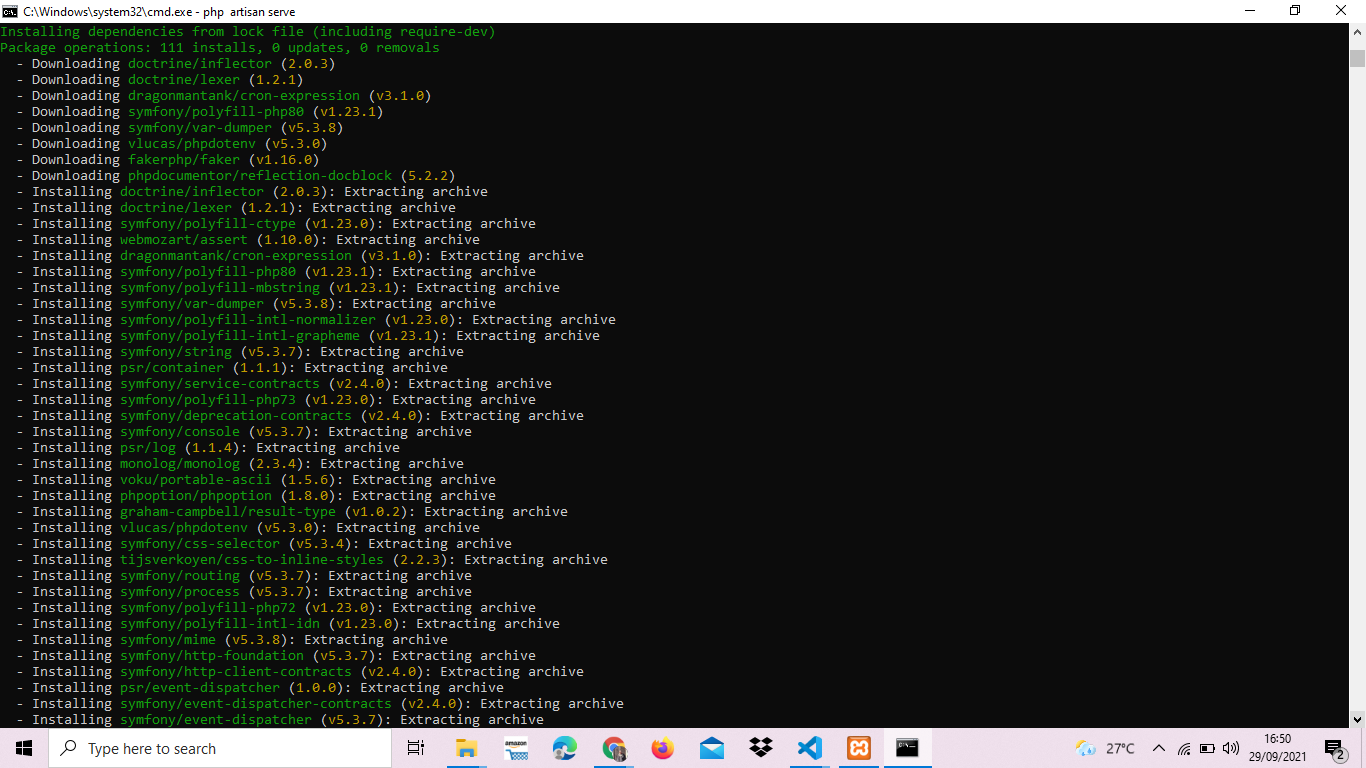 C:\Windows\system32\cmd.exe - php  artisan serve
Installing dependencies from lock file (including require-dev)
Package operations: 111 installs, 0 updates, 0 removals
  - Downloading doctrine/inflector (2.0.3)
  - Downloading doctrine/lexer (1.2.1)
  - Downloading dragonmantank/cron-expression (v3.1.0)
  - Downloading symfony/polyfill-php80 (v1.23.1)
  - Downloading symfony/var-dumper (v5.3.8)
  - Downloading vlucas/phpdotenv (v5.3.0)
  - Downloading fakerphp/faker (v1.16.0)
  - Downloading phpdocumentor/reflection-docblock (5.2.2)
  - Installing doctrine/inflector (2.0.3): Extracting archive
  - Installing doctrine/lexer (1.2.1): Extracting archive
  - Installing symfony/polyfill-ctype (v1.23.0): Extracting archive
  - Installing webmozart/assert (1.10.0): Extracting archive
  - Installing dragonmantank/cron-expression (v3.1.0): Extracting archive
  - Installing symfony/polyfill-php80 (v1.23.1): Extracting archive
  - Installing symfony/polyfill-mbstring (v1.23.1): Extracting archive
  - Installing symfony/var-dumper (v5.3.8): Extracting archive
  - Installing symfony/polyfill-intl-normalizer (v1.23.0): Extracting archive
  - Installing symfony/polyfill-intl-grapheme (v1.23.1): Extracting archive
  - Installing symfony/string (v5.3.7): Extracting archive
  - Installing psr/container (1.1.1): Extracting archive
  - Installing symfony/service-contracts (v2.4.0): Extracting archive
  - Installing symfony/polyfill-php73 (v1.23.0): Extracting archive
  - Installing symfony/deprecation-contracts (v2.4.0): Extracting archive
  - Installing symfony/console (v5.3.7): Extracting archive
  - Installing psr/log (1.1.4): Extracting archive
  - Installing monolog/monolog (2.3.4): Extracting archive
  - Installing voku/portable-ascii (1.5.6): Extracting archive
  - Installing phpoption/phpoption (1.8.0): Extracting archive
  - Installing graham-campbell/result-type (v1.0.2): Extracting archive
  - Installing vlucas/phpdotenv (v5.3.0): Extracting archive
  - Installing symfony/css-selector (v5.3.4): Extracting archive
  - Installing tijsverkoyen/css-to-inline-styles (2.2.3): Extracting archive
  - Installing symfony/routing (v5.3.7): Extracting archive
  - Installing symfony/process (v5.3.7): Extracting archive
  - Installing symfony/polyfill-php72 (v1.23.0): Extracting archive
  - Installing symfony/polyfill-intl-idn (v1.23.0): Extracting archive
  - Installing symfony/mime (v5.3.8): Extracting archive
  - Installing symfony/http-foundation (v5.3.7): Extracting archive
  - Installing symfony/http-client-contracts (v2.4.0): Extracting archive
  - Installing psr/event-dispatcher (1.0.0): Extracting archive
  - Installing symfony/event-dispatcher-contracts (v2.4.0): Extracting archive
  - Installing symfony/event-dispatcher (v5.3.7): Extracting archive
Type here to search
amazon
27°C
16:50
29/09/2021
2